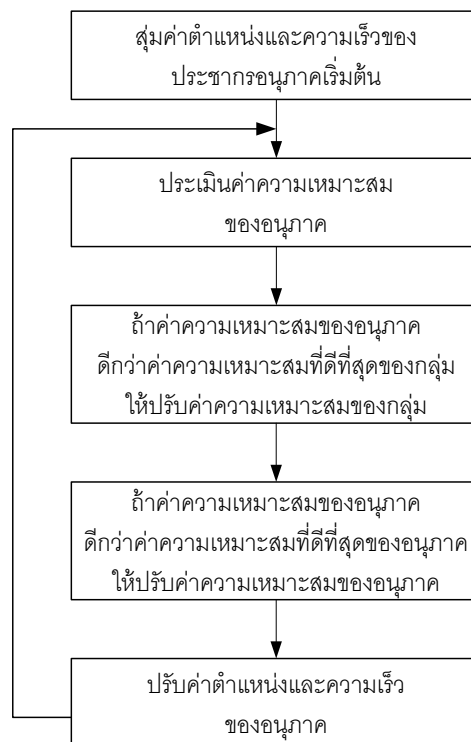 สุ่มค่าตำแหน่งและความเร็วของ
ประชากรอนุภาคเริ่มต้น
ประเมินค่าความเหมาะสม
ของอนุภาค
ถ้าค่าความเหมาะสมของอนุภาค
ดีกว่าค่าความเหมาะสมที่ดีที่สุดของกลุ่ม
ให้ปรับค่าความเหมาะสมของกลุ่ม
ถ้าค่าความเหมาะสมของอนุภาค
ดีกว่าค่าความเหมาะสมที่ดีที่สุดของอนุภาค
ให้ปรับค่าความเหมาะสมของอนุภาค
ปรับค่าตำแหน่งและความเร็ว
ของอนุภาค